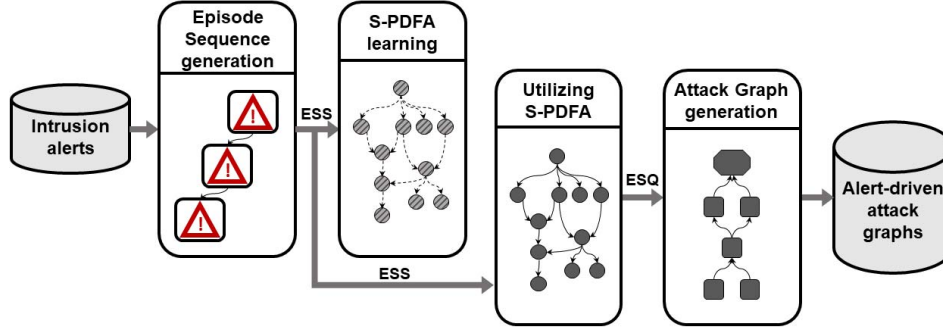 Intrusion
alerts
Episode
Sequence
generation
ESS
S-PDFA
learning
ESS
Utilizing
S-PDFA
ESQ
Attack Graph
generation
Alert-driven
attack
graphs